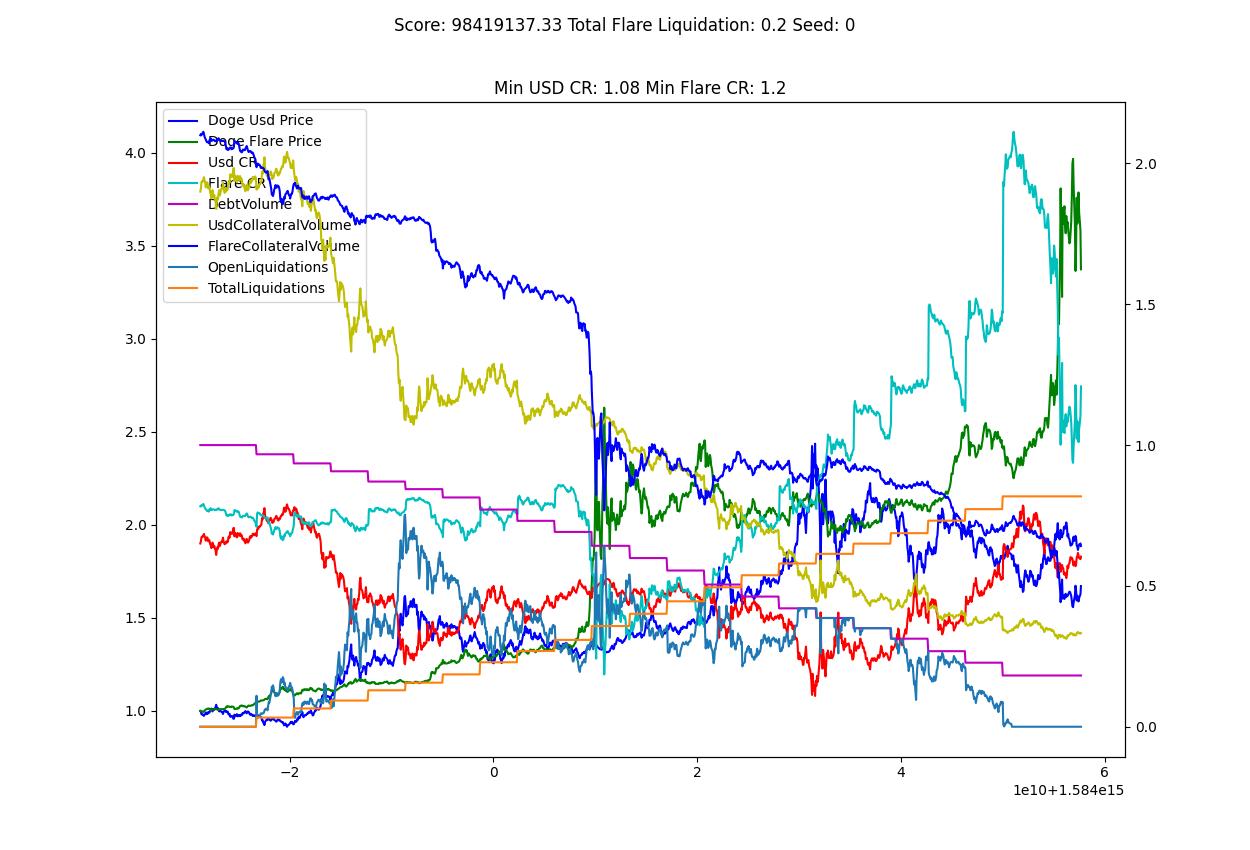 Score: 98419137.33 Total Flare Liquidation: 0.2 Seed: 0
Min USD CR: 1.08 Min Flare CR: 1.2
Doge Usd Price
Doge Flare Price
Usd CR
Flare CR
DebtVolume
UsdCollateralVolume
FlareCollateralVolume
OpenLiquidations
TotalLiquidations
4.0
3.5
3.0
2.5
2.0
1.5
1.0
2.0
1.5
1.0
0.5
0.0
−2
0
2
4
6
1e10+1.584e15